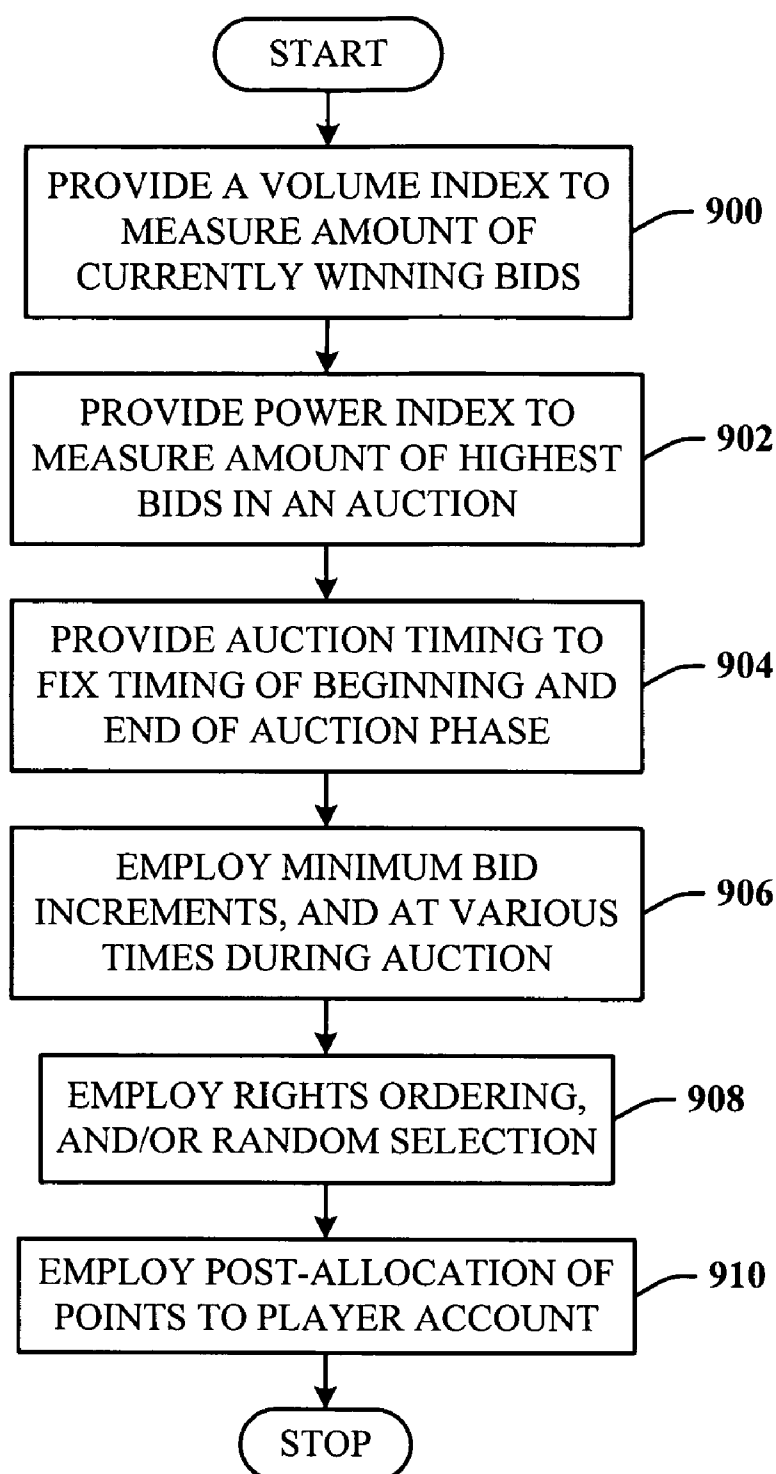 START
PROVIDE A VOLUME INDEX TO
MEASURE AMOUNT OF
CURRENTLY WINNING BIDS
900
PROVIDE POWER INDEX TO
MEASURE AMOUNT OF HIGHEST
BIDS IN AN AUCTION
902
PROVIDE AUCTION TIMING TO
FIX TIMING OF BEGINNING AND
END OF AUCTION PHASE
904
EMPLOY MINIMUM BID
INCREMENTS, AND AT VARIOUS
TIMES DURING AUCTION
906
EMPLOY RIGHTS ORDERING,
AND/OR RANDOM SELECTION
908
EMPLOY POST-ALLOCATION OF
POINTS TO PLAYER ACCOUNT
910
STOP